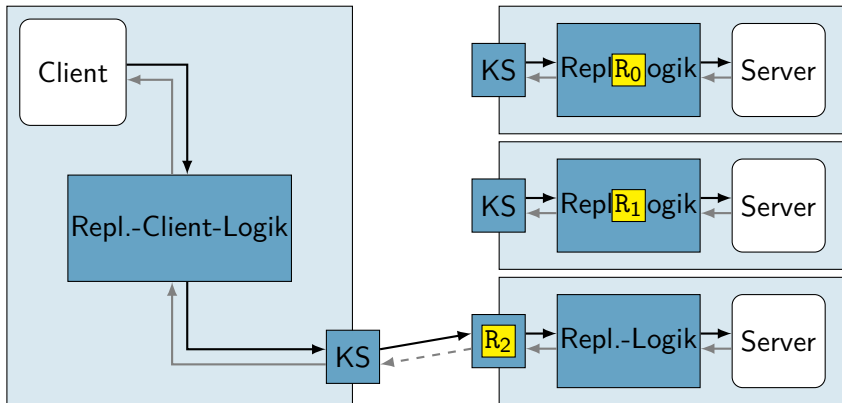 Client
Repl.-Client-Logik
KS
KS
Repl R0 ogik
Server
KS
Repl R1 ogik
Server
R2
Repl.-Logik
Server